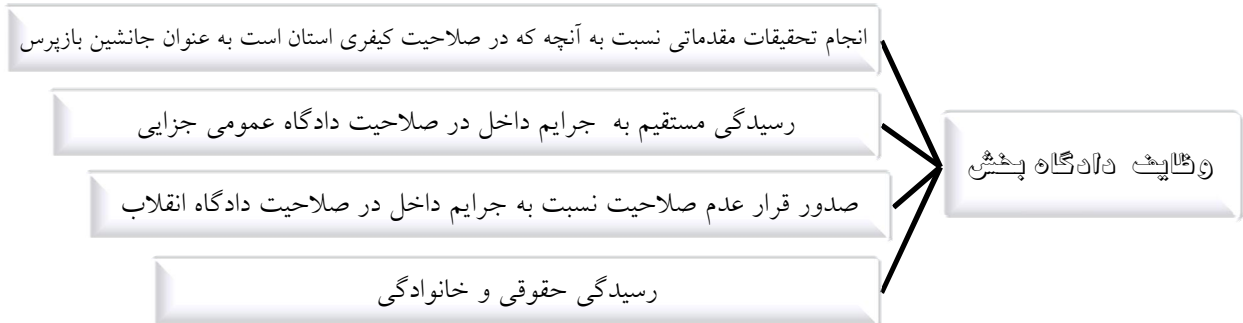 وظایف دادگاه بخش
انجام تحقیقات مقدماتی نسبت به آنچه که در صلاحیت کیفری استان است به عنوان جانشین بازپرس
رسیدگی مستقیم به جرایم داخل در صلاحیت دادگاه عمومی جزایی
صدور قرار عدم صلاحیت نسبت به جرایم داخل در صلاحیت دادگاه انقلاب
رسیدگی حقوقی و خانوادگی